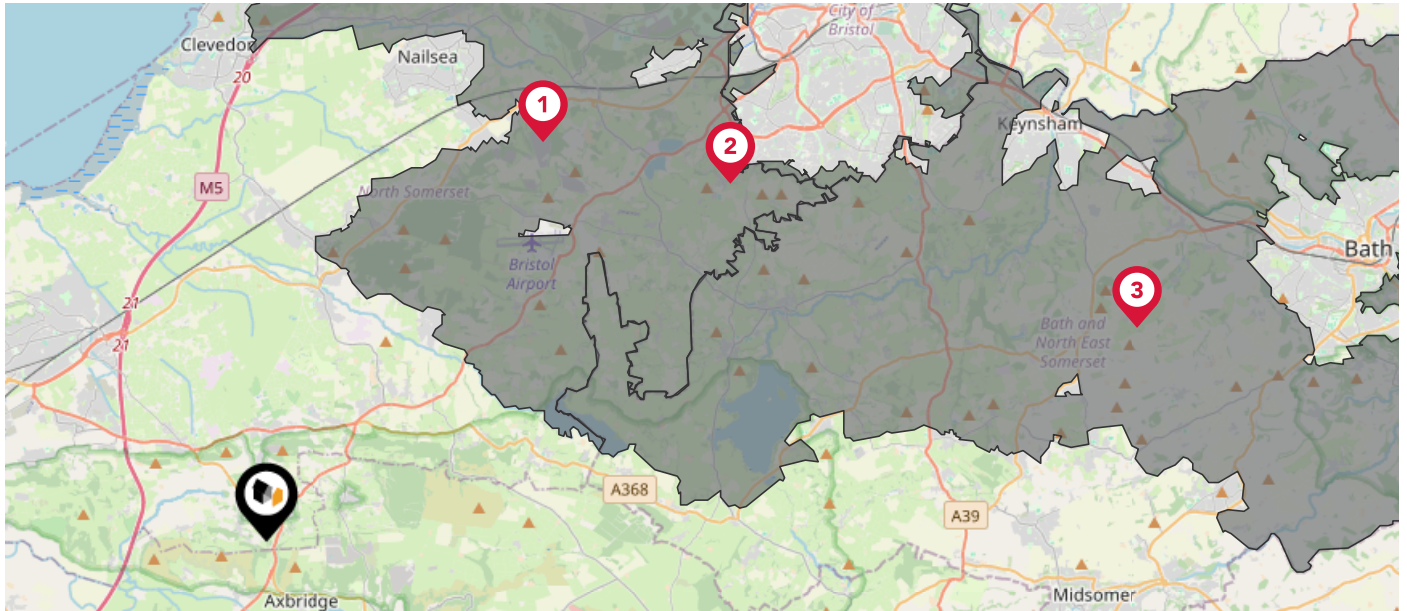 City of
Bristol
Clevedon
Nailsea
20
1
Keynsham
2
M5
North Somerset
Bath
Bristol
Airport
3
21
Bath and
North East
Somerset
21
A368
A39
Axbridge
Midsomer